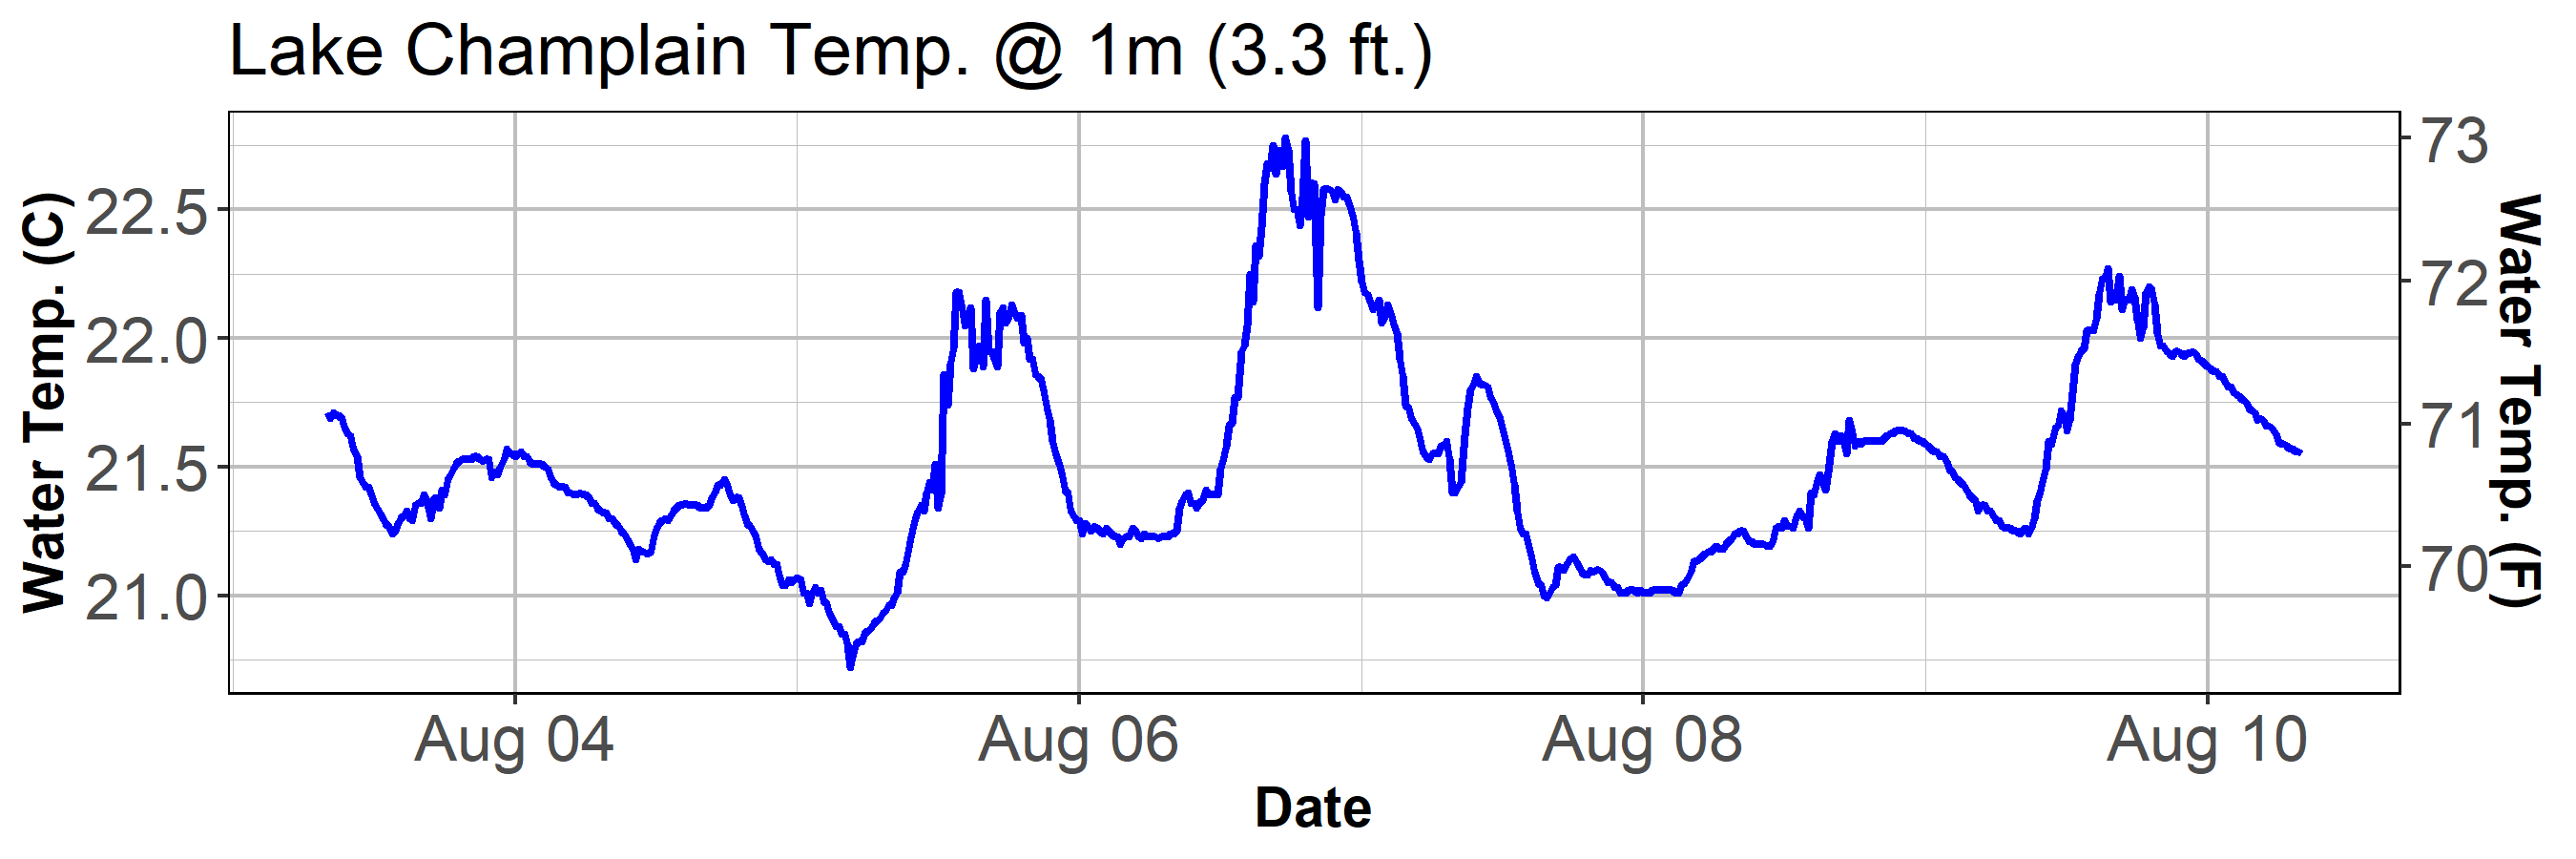 Lake Champlain Temp. @ 1m (3.3 ft.)
Water Temp. (C)
22.5
22.0
21.5
21.0
73
72
71
70
Water Temp. (F)
Aug 04
Aug 06
Aug 08
Aug 10
Date